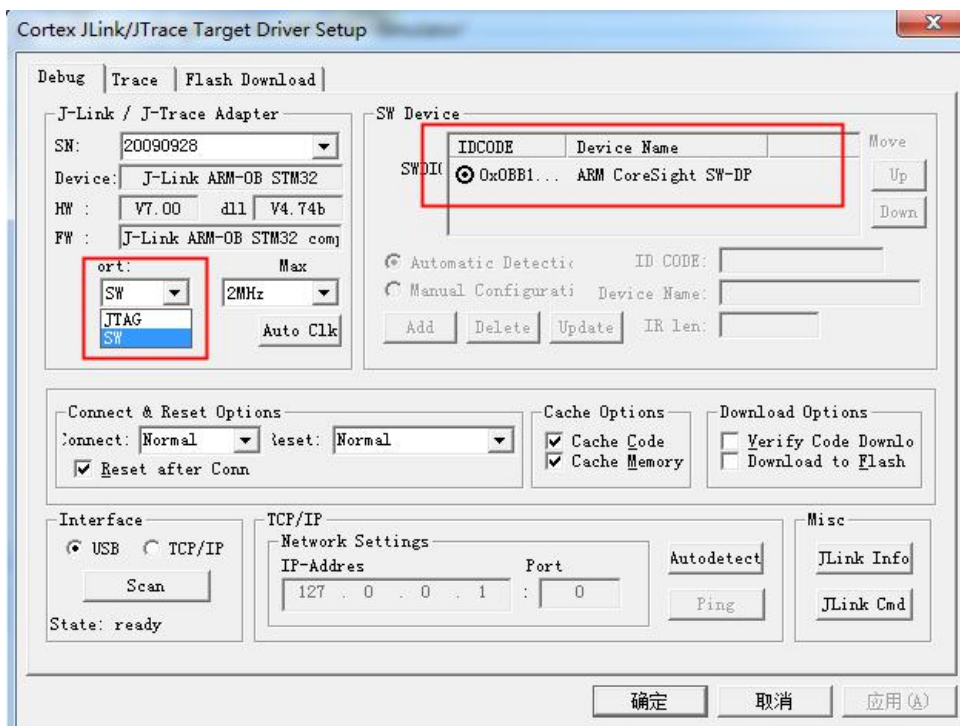 Cortex JLink/JTrace Target Driver Setup
Debug Trace Flash Download
J-Link / J-Trace Adapter
SN: 20090928
Device: J-Link ARM-OB STM32
HW : V7.00 dll V4.74b
FW : J-Link ARM-OB STM32 comp
ort: Max
SW 2MHz
JTAG
SW
Auto Clk
SW Device
IDCODE Device Name
SWDIO 0x0BB1... ARM CoreSight SW-DP
Move
Up
Down
Automatic Detectic ID CODE:
Manual Configurati Device Name:
Add Delete Update IR len:
Connect & Reset Options
Connect: Normal Reset: Normal
Reset after Conn
Cache Options
Cache Code
Cache Memory
Download Options
Verify Code Downlo
Download to Flash
Interface
USB TCP/IP
Scan
State: ready
TCP/IP
Network Settings
IP-Addres Port
127 . 0 . 0 . 1 : 0
Autodetect
Ping
Misc
JLink Info
JLink Cmd
确定 取消 应用(A)